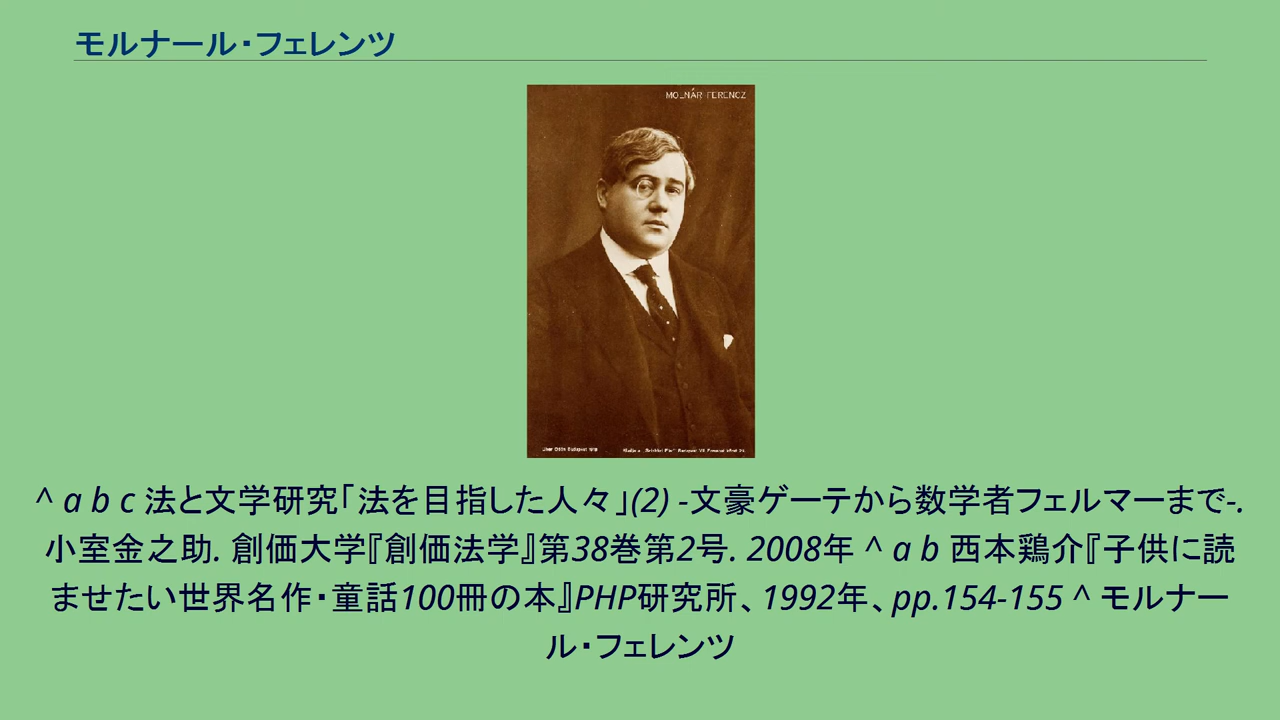 モルナール・フェレンツ
MOLNÁR FERENCZ
^ a b c 法と文学研究「法を目指した人々」(2) -文豪ゲーテから数学者フェルマーまで-.
小室金之助. 創価大学『創価法学』第38巻第2号. 2008年 ^ a b 西本鶏介『子供に読
ませたい世界名作・童話100冊の本』PHP研究所、1992年、pp.154-155 ^ モルナー
ル・フェレンツ